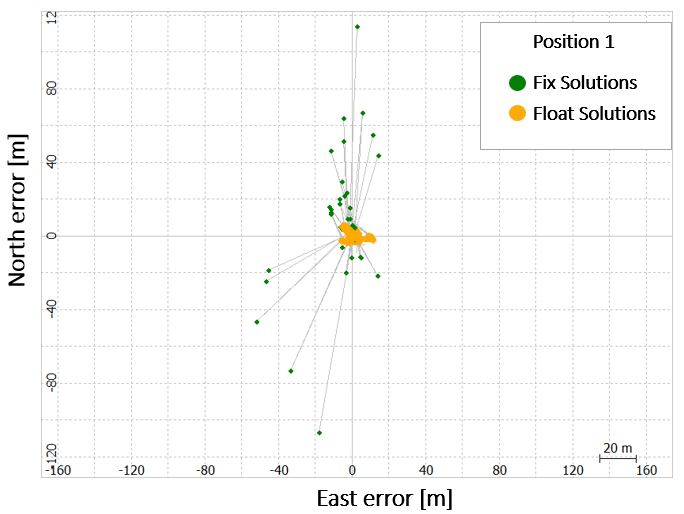 12
80
40
0
-40
-80
-120
North error [m]
Position 1
Fix Solutions
Float Solutions
20 m
-160 -120 -80 -40 0 40 80 120 160
East error [m]